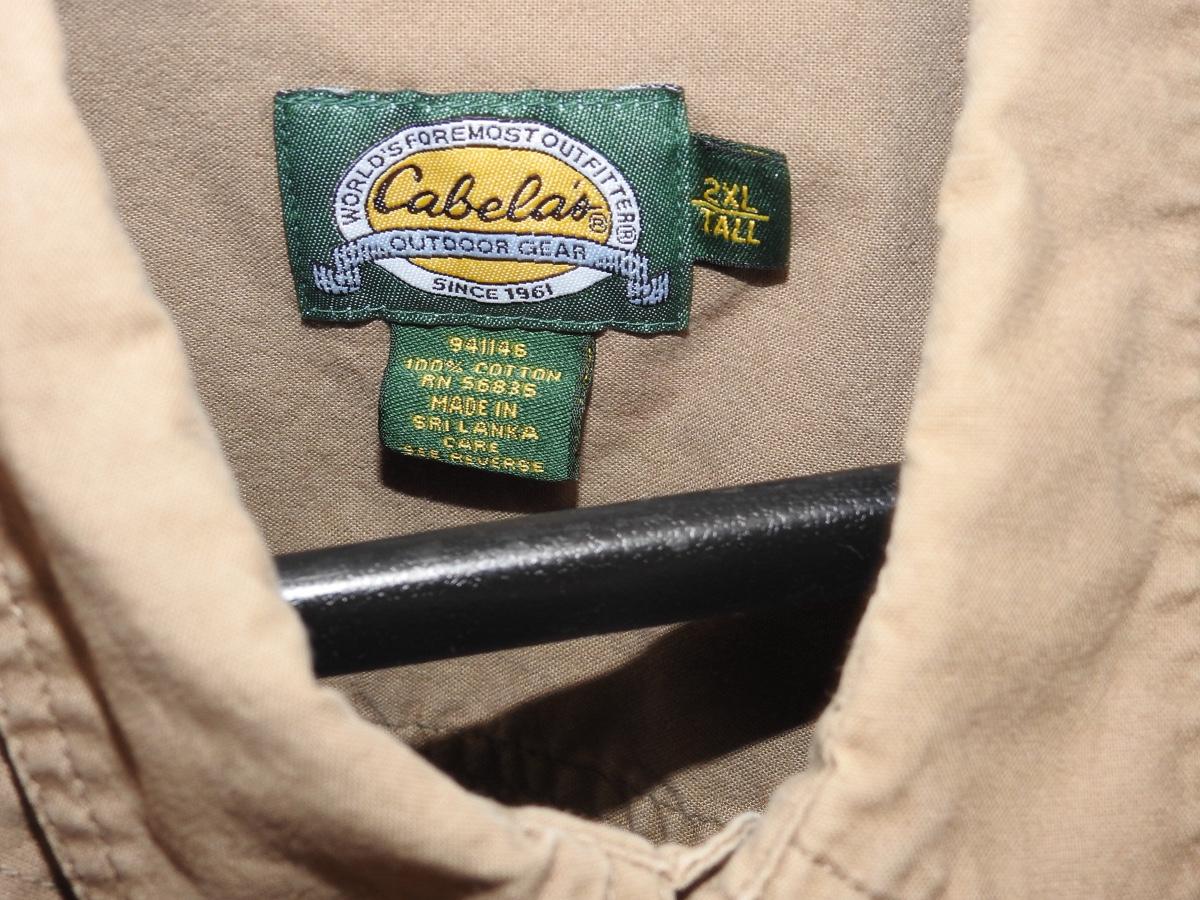 WORLD'S FOREMOST OUTFITTER®
Cabela's®
OUTDOOR GEAR
SINCE 1961
2XL
TALL
941146
100% COTTON
RN 56835
MADE IN
SRI LANKA
CARE
SEE REVERSE